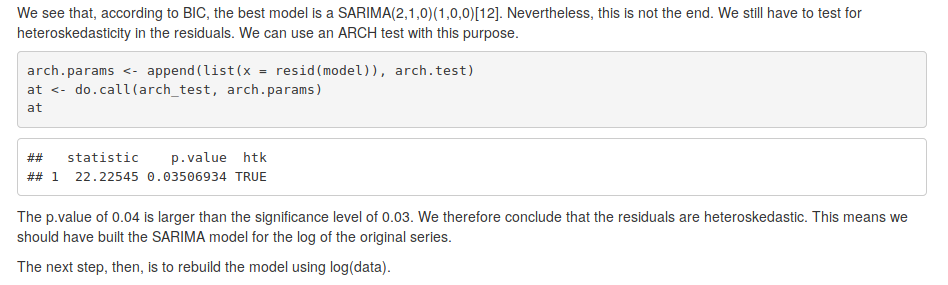 We see that, according to BIC, the best model is a SARIMA(2,1,0)(1,0,0)[12]. Nevertheless, this is not the end. We still have to test for
heteroskedasticity in the residuals. We can use an ARCH test with this purpose.
arch.params <- append(list(x = resid(model)), arch.test)
at <- do.call(arch_test, arch.params)
at
##   statistic    p.value  htk
## 1  22.22545 0.03506934 TRUE
The p.value of 0.04 is larger than the significance level of 0.03. We therefore conclude that the residuals are heteroskedastic. This means we
should have built the SARIMA model for the log of the original series.
The next step, then, is to rebuild the model using log(data).